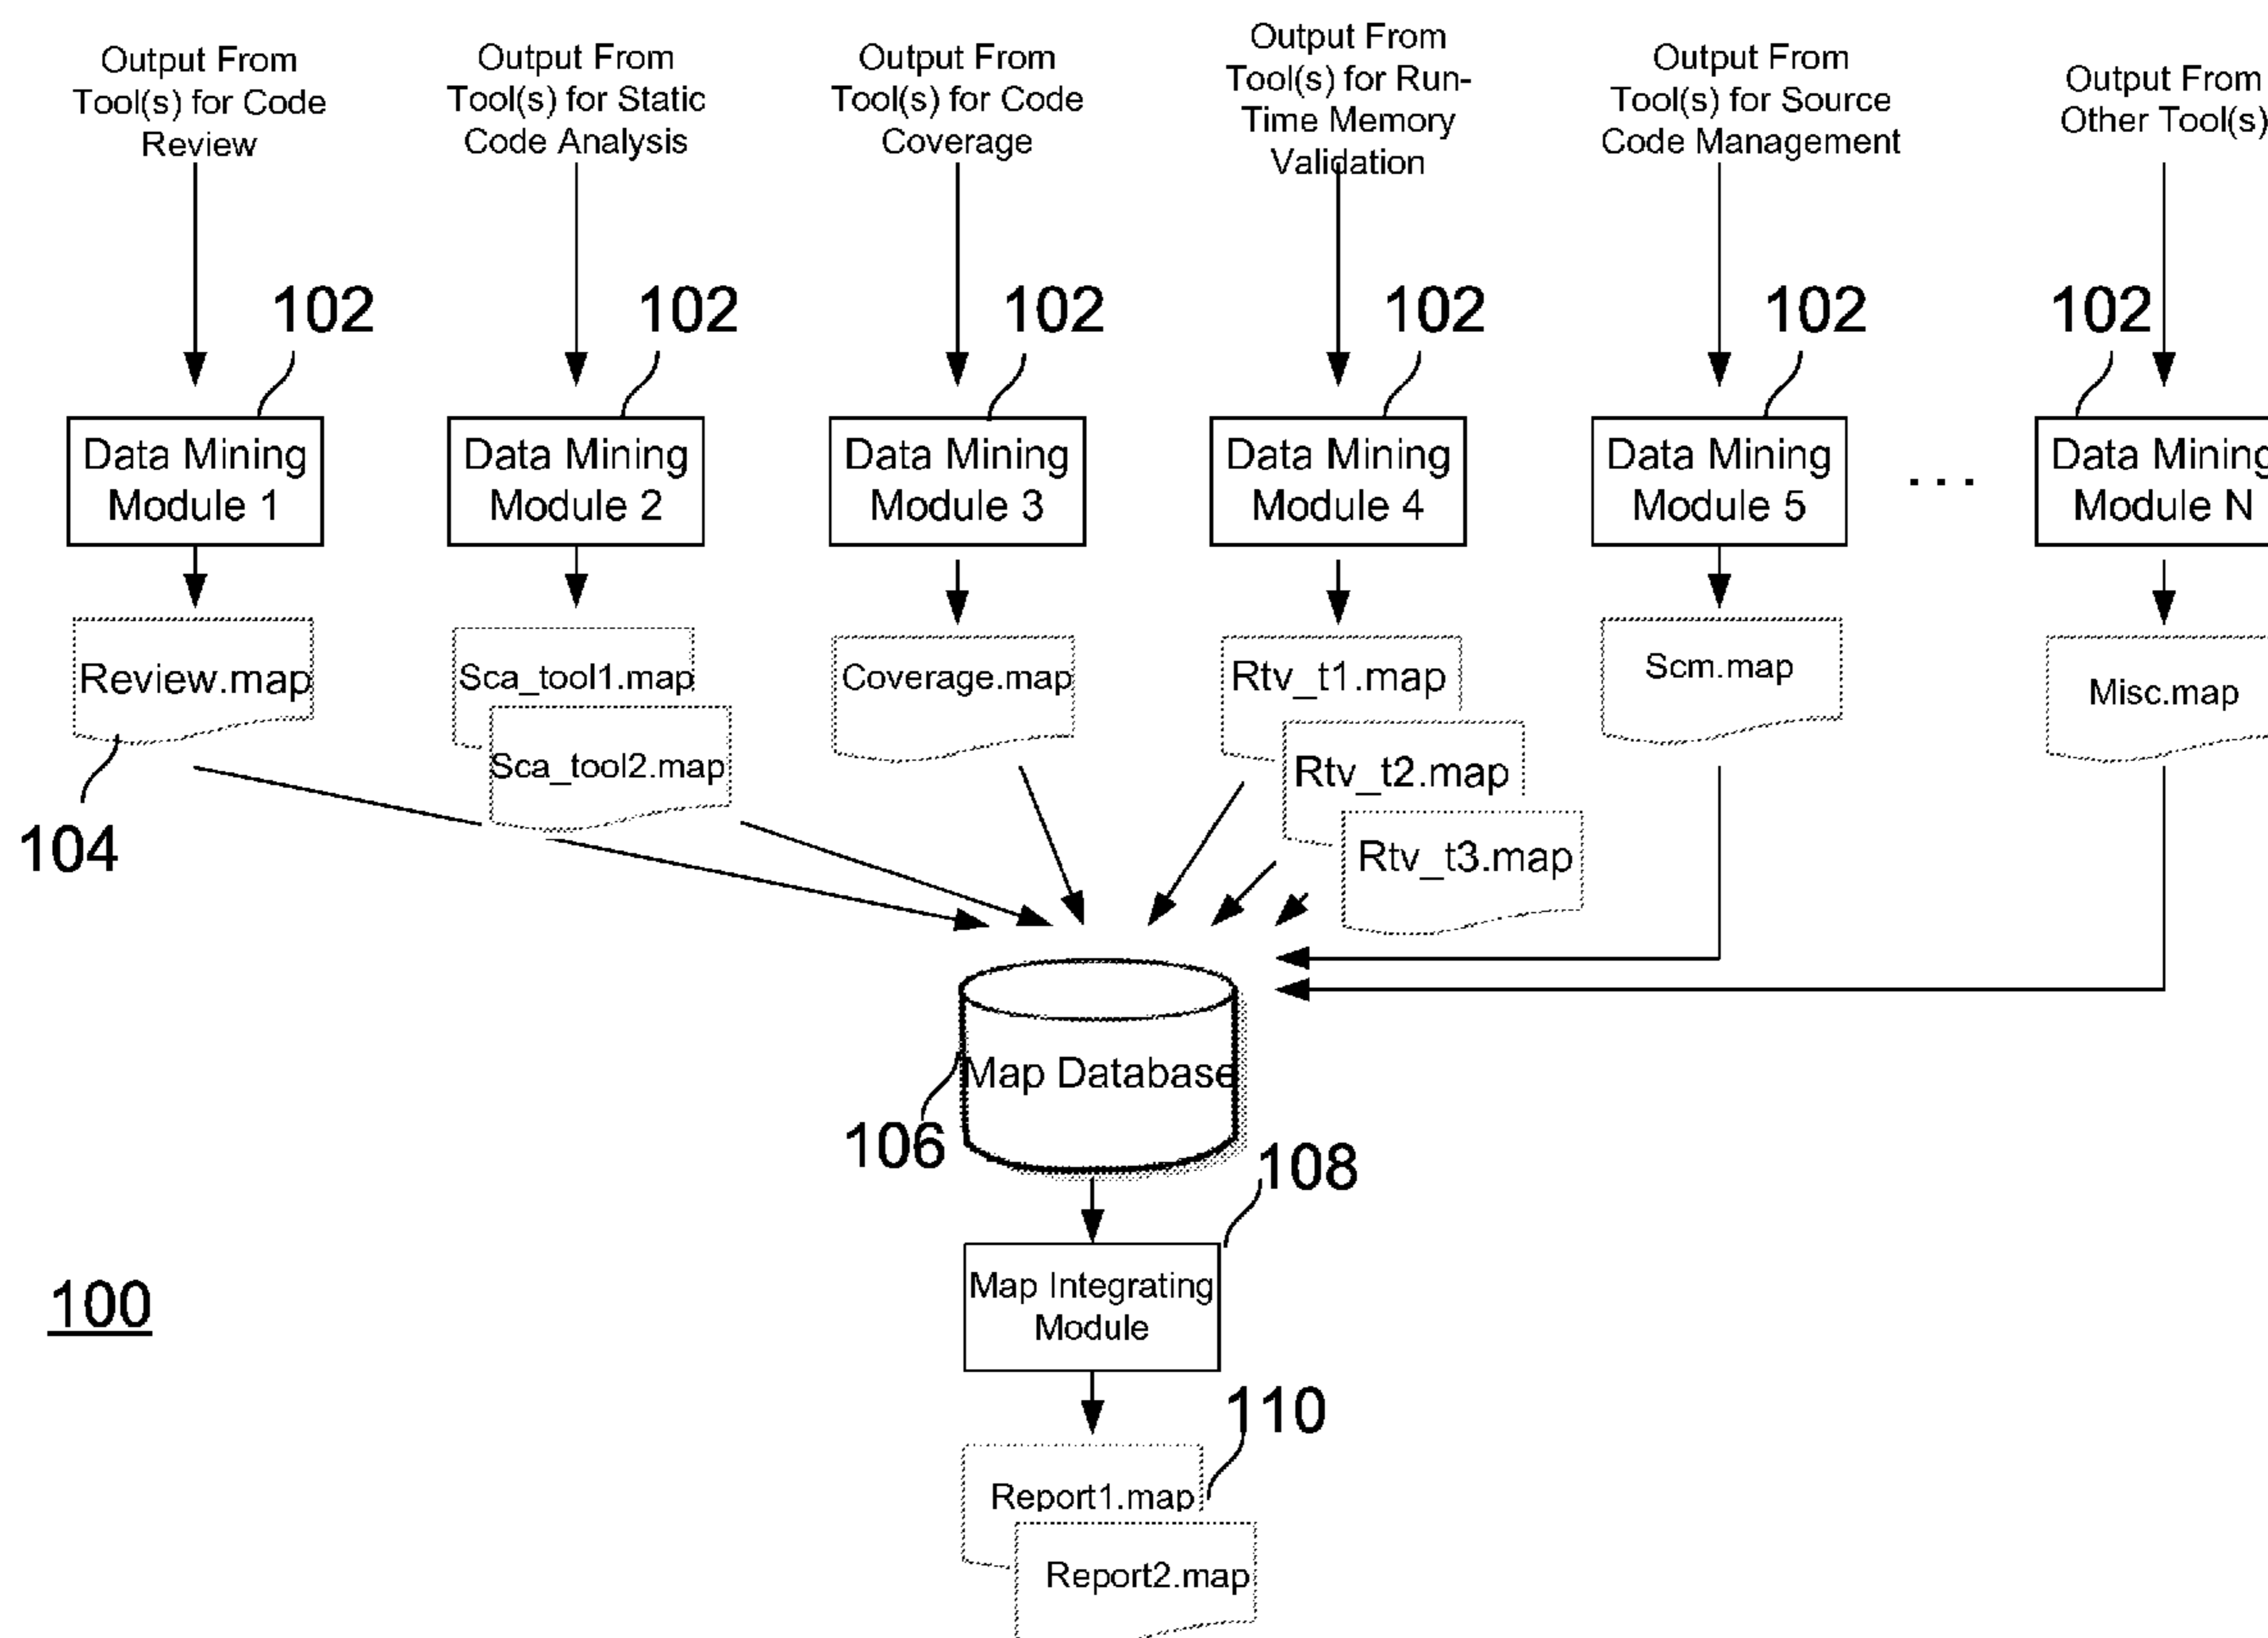 Output From
Tool(s) for Code
Review
Output From
Tool(s) for Static
Code Analysis
Output From
Tool(s) for Code
Coverage
Output From
Tool(s) for Run-
Time Memory
Validation
Output From
Tool(s) for Source
Code Management
Output From
Other Tool(s)
102
102
102
102
102
102
Data Mining
Module 1
Data Mining
Module 2
Data Mining
Module 3
Data Mining
Module 4
Data Mining
Module 5
. . .
Data Mining
Module N
Review.map
Sca_tool1.map
Sca_tool2.map
Coverage.map
Rtv_t1.map
Rtv_t2.map
Rtv_t3.map
Scm.map
Misc.map
104
Map Database
106
108
Map Integrating
Module
100
110
Report1.map
Report2.map